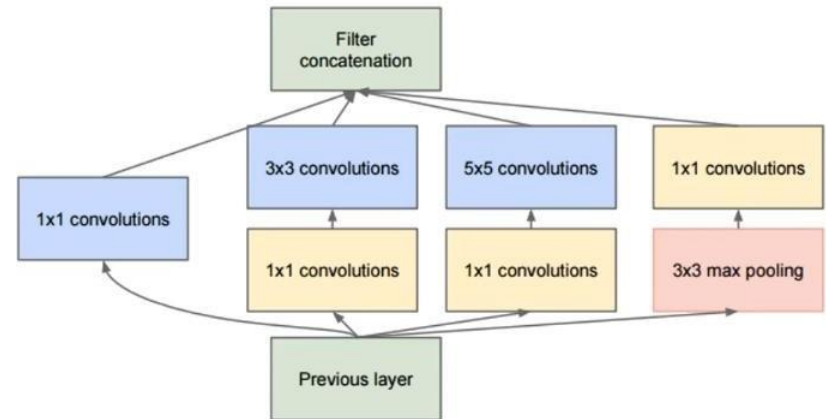 Filter
concatenation
3x3 convolutions
5x5 convolutions
1x1 convolutions
1x1 convolutions
1x1 convolutions
1x1 convolutions
3x3 max pooling
Previous layer